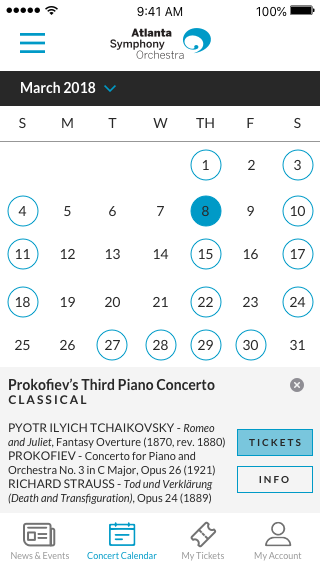 9:41 AM
100%
Atlanta
Symphony
Orchestra
March 2018
S M T W TH F S
1 2 3
4 5 6 7 8 9 10
11 12 13 14 15 16 17
18 19 20 21 22 23 24
25 26 27 28 29 30 31
Prokofiev's Third Piano Concerto
CLASSICAL
PYOTR ILYICH TCHAIKOVSKY - Romeo
and Juliet, Fantasy Overture (1870, rev. 1880)
PROKOFIEV - Concerto for Piano and
Orchestra No. 3 in C Major, Opus 26 (1921)
RICHARD STRAUSS - Tod und Verklärung
(Death and Transfiguration), Opus 24 (1889)
TICKETS
INFO
News & Events
Concert Calendar
My Tickets
My Account